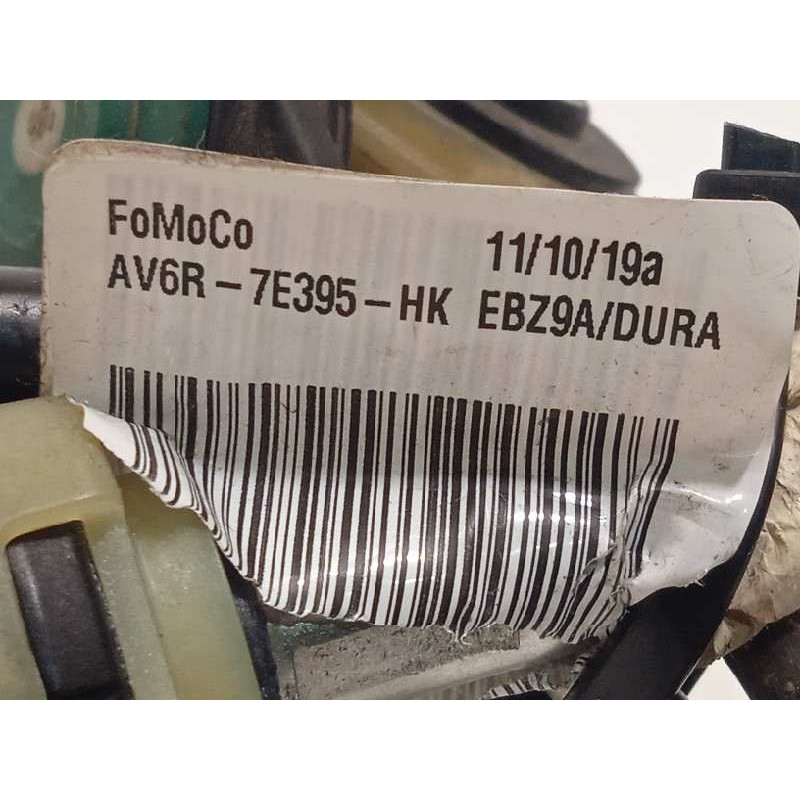 FoMoCo 11/10/19a
AV6R-7E395-HK EBZ9A/DURA